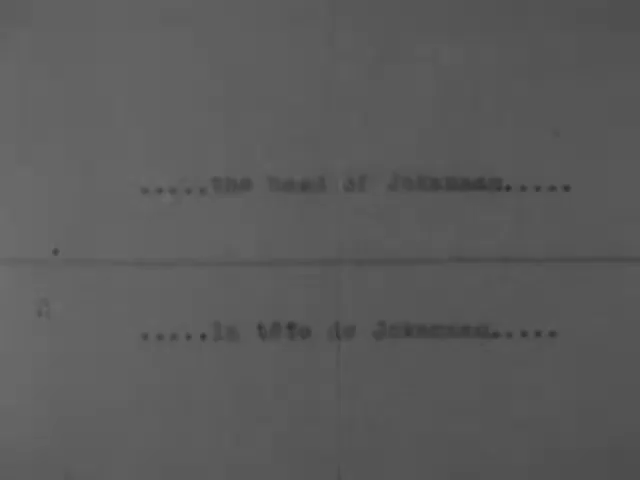 .....the head of Jokanaan.....
.....la tête de Jokanaan.....